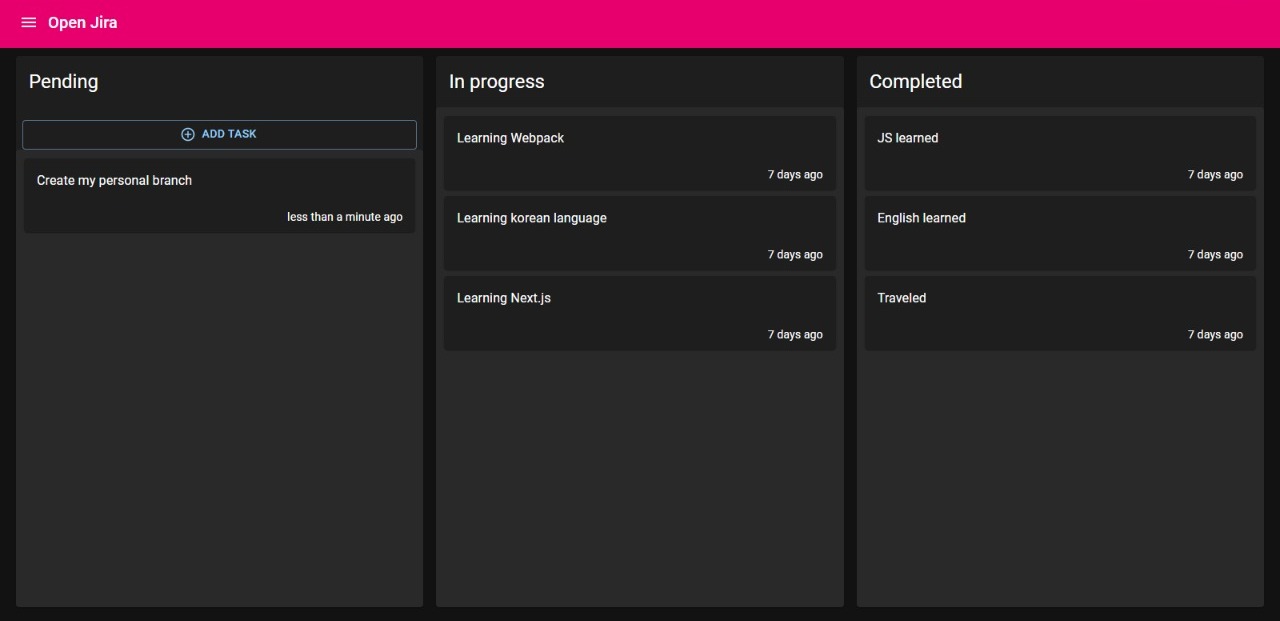 Open Jira
Pending
ADD TASK
Create my personal branch
less than a minute ago
In progress
Learning Webpack
7 days ago
Learning korean language
7 days ago
Learning Next.js
7 days ago
Completed
JS learned
7 days ago
English learned
7 days ago
Traveled
7 days ago